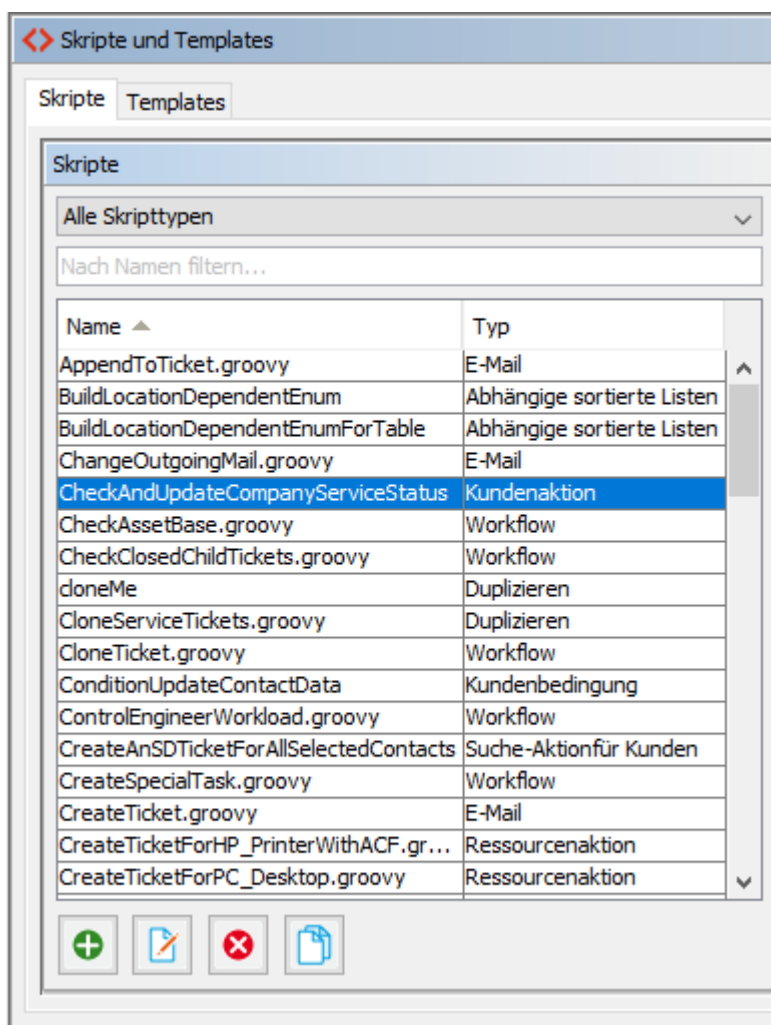 Skripte und Templates
Skripte Templates
Skripte
Alle Skripttypen
Nach Namen filtern...
Name Typ
AppendToTicket.groovy E-Mail
BuildLocationDependentEnum Abhängige sortierte Listen
BuildLocationDependentEnumForTable Abhängige sortierte Listen
ChangeOutgoingMail.groovy E-Mail
CheckAndUpdateCompanyServiceStatus Kundenaktion
CheckAssetBase.groovy Workflow
CheckClosedChildTickets.groovy Workflow
cloneMe Duplizieren
CloneServiceTickets.groovy Duplizieren
CloneTicket.groovy Workflow
ConditionUpdateContactData Kundenbedingung
ControlEngineerWorkload.groovy Workflow
CreateAnSDTicketForAllSelectedContacts Suche-Aktionfür Kunden
CreateSpecialTask.groovy Workflow
CreateTicket.groovy E-Mail
CreateTicketForHP_PrinterWithACF.gr... Ressourcenaktion
CreateTicketForPC_Desktop.groovy Ressourcenaktion